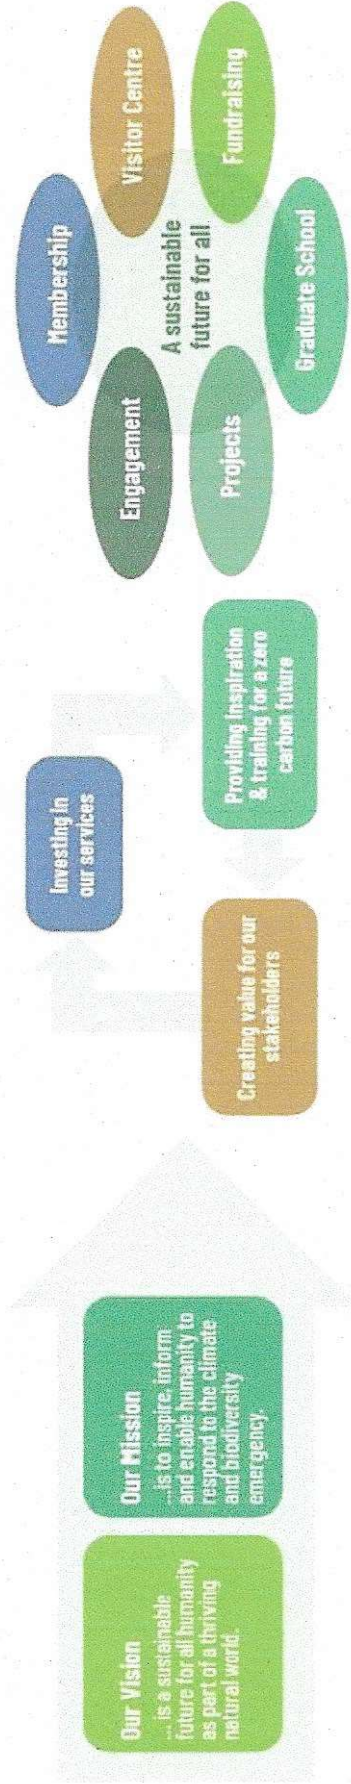 Our Vision
... is a sustainable
future for all humanity
as part of a thriving
natural world.
Our Mission
...is to inspire, inform
and enable humanity to
respond to the climate
and biodiversity
emergency.
Creating value for our
stakeholders
Investing in
our services
Providing inspiration
& training for a zero
carbon future
Engagement
Membership
Visitor Centre
A sustainable
future for all
Projects
Graduate School
Fundraising